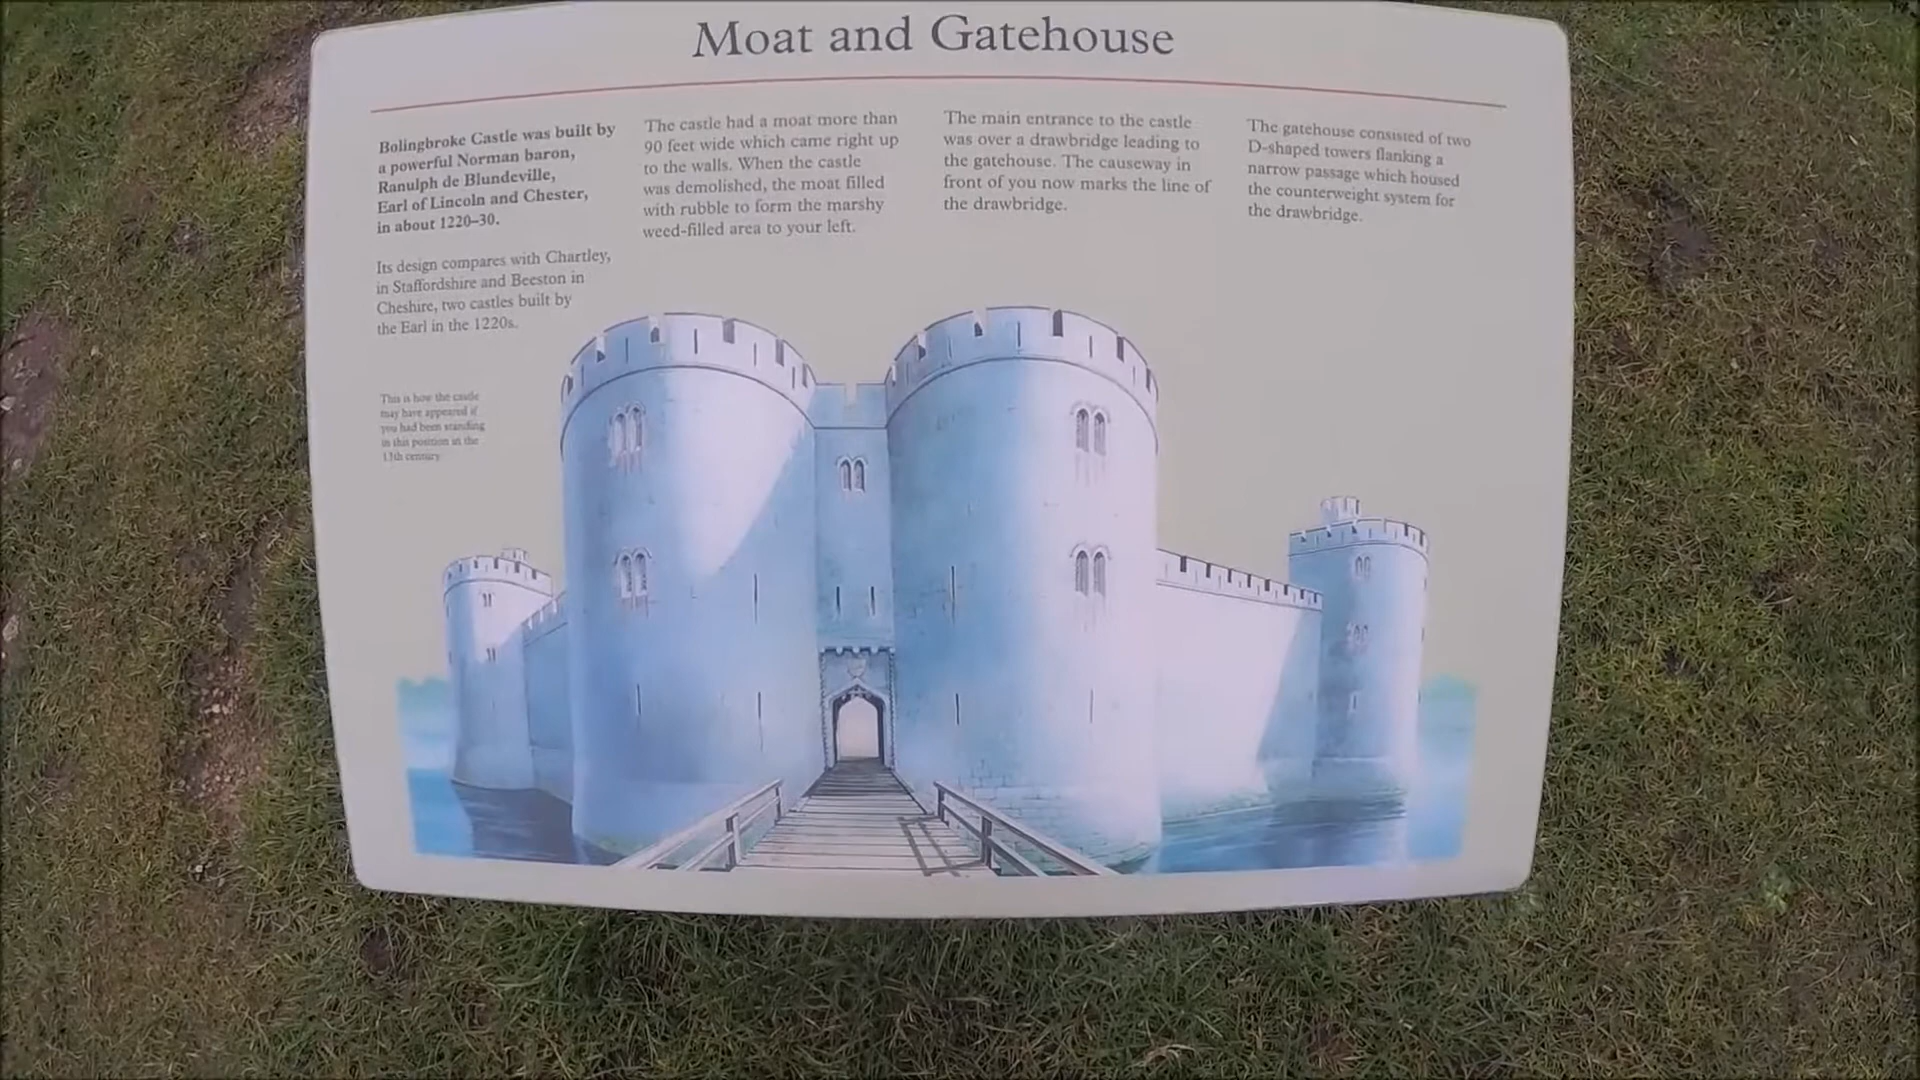 Moat and Gatehouse
Bolingbroke Castle was built by
a powerful Norman baron,
Ranulph de Blundeville,
Earl of Lincoln and Chester,
in about 1220–30.
Its design compares with Chartley,
in Staffordshire and Beeston in
Cheshire, two castles built by
the Earl in the 1220s.
This is how the castle
may have appeared if
you had been standing
in this position in the
13th century.
The castle had a moat more than
90 feet wide which came right up
to the walls. When the castle
was demolished, the moat filled
with rubble to form the marshy
weed-filled area to your left.
The main entrance to the castle
was over a drawbridge leading to
the gatehouse. The causeway in
front of you now marks the line of
the drawbridge.
The gatehouse consisted of two
D-shaped towers flanking a
narrow passage which housed
the counterweight system for
the drawbridge.